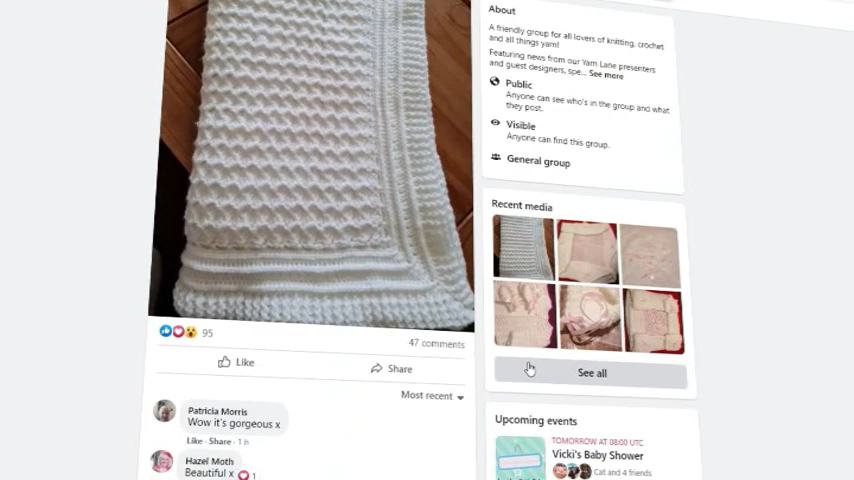 95
47 comments
Like
Share
Most recent
Patricia Morris
Wow it's gorgeous x
Like · Share · 1 h
Hazel Moth
Beautiful x
1
About
A friendly group for all lovers of knitting, crochet
and all things yarn!
Featuring news from our Yarn Lane presenters
and guest designers, spe... See more
Public
Anyone can see who's in the group and what
they post.
Visible
Anyone can find this group.
General group
Recent media
See all
Upcoming events
TOMORROW AT 08:00 UTC
Vicki's Baby Shower
Cat and 4 friends